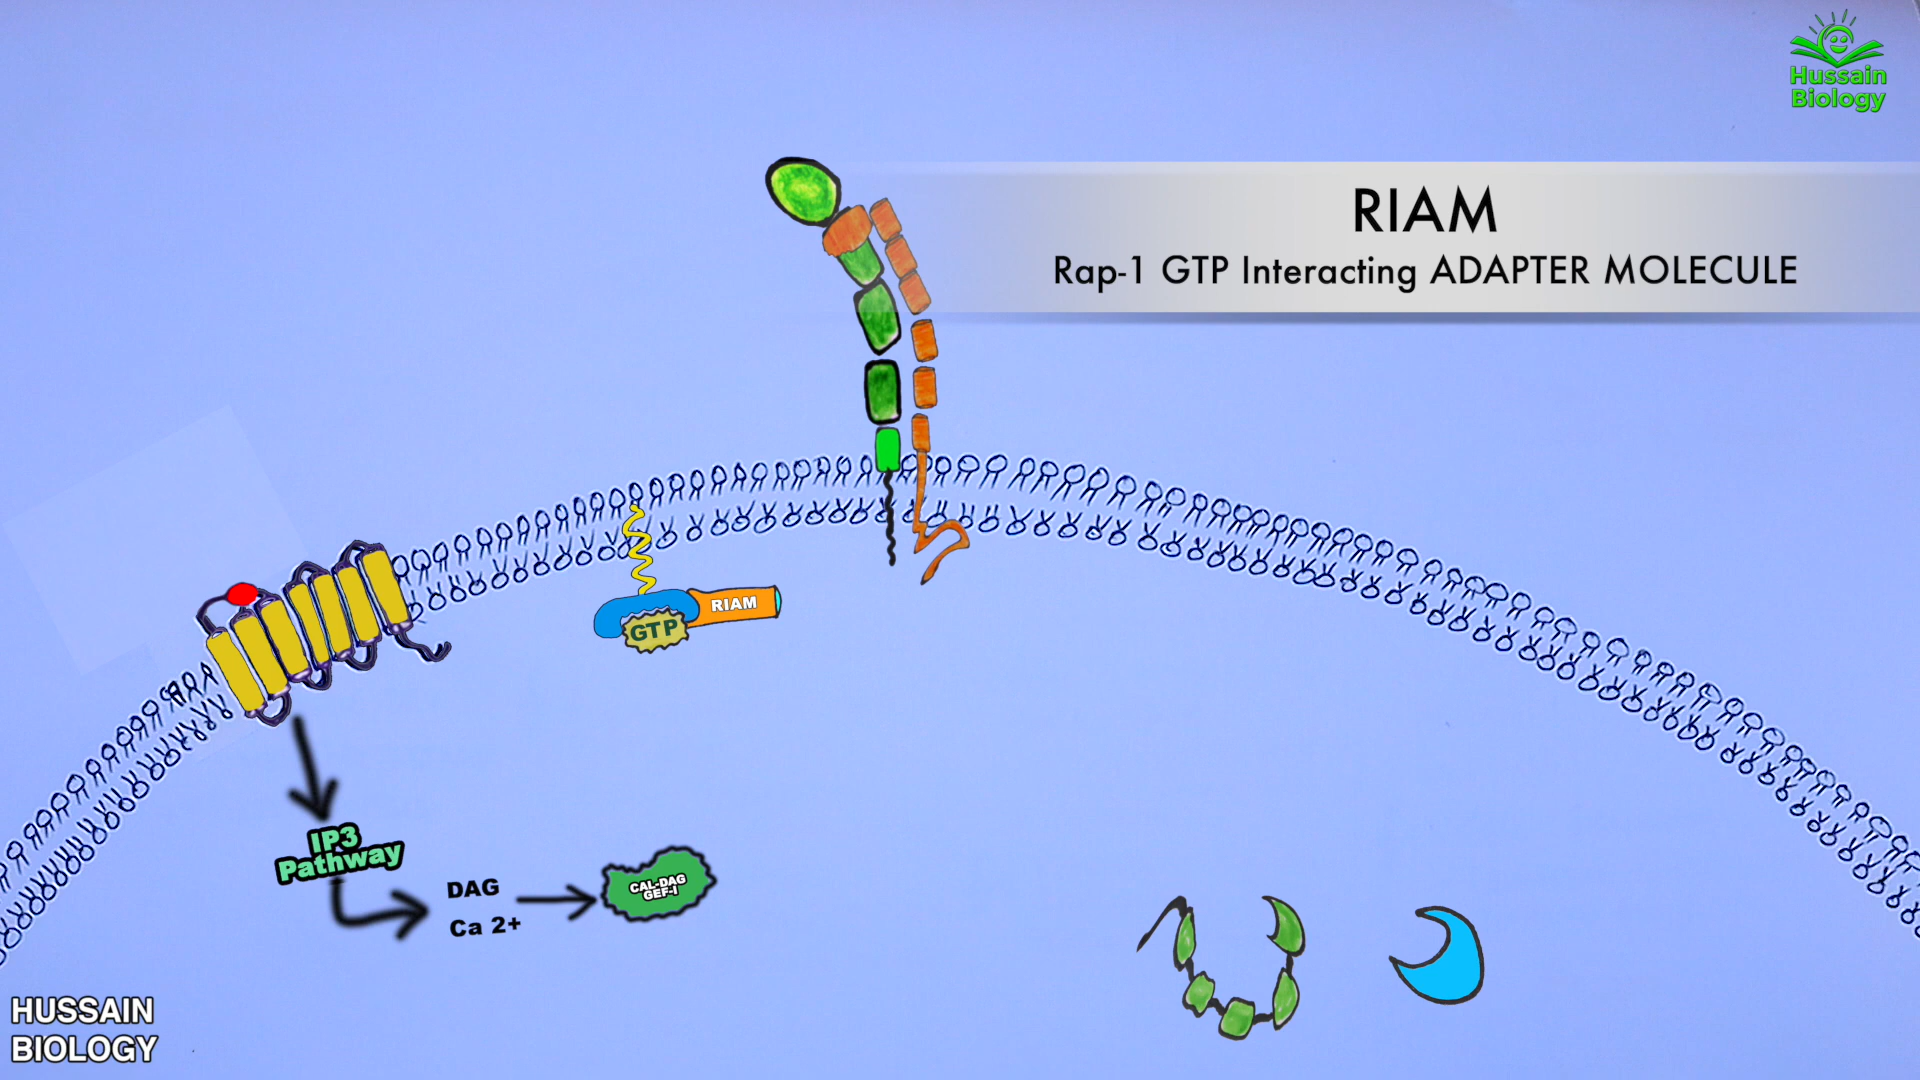 Hussain
Biology
RIAM
Rap-1 GTP Interacting ADAPTER MOLECULE
RIAM
GTP
IP3
Pathway
DAG
Ca 2+
CAL-DAG
GEF-I
HUSSAIN
BIOLOGY